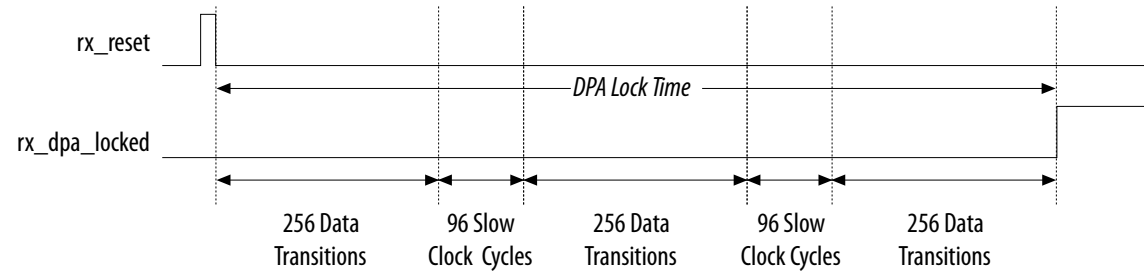 rx_reset
DPA Lock Time
rx_dpa_locked
256 Data
Transitions
96 Slow
Clock Cycles
256 Data
Transitions
96 Slow
Clock Cycles
256 Data
Transitions